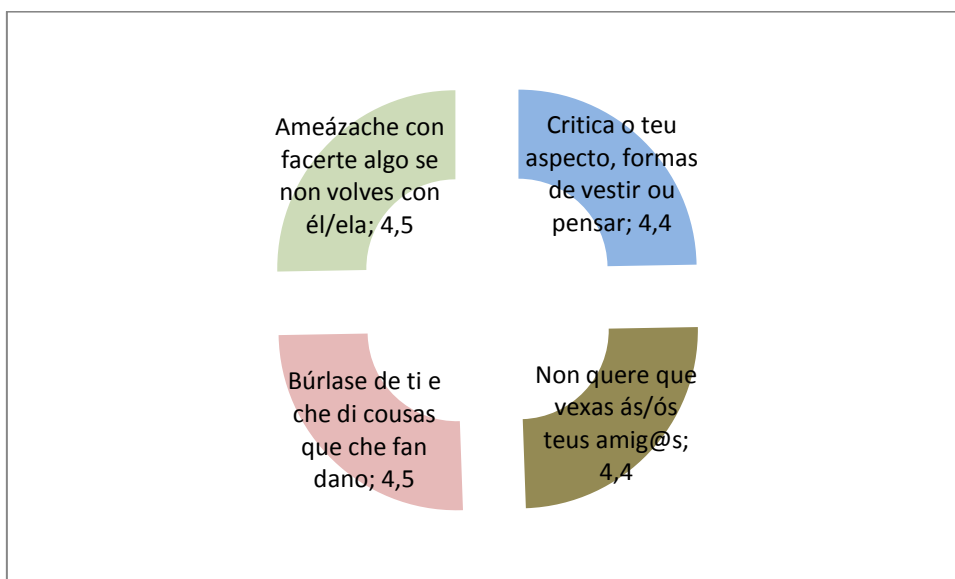 Ameázache con
facerte algo se
non volves con
él/ela; 4,5
Critica o teu
aspecto, formas
de vestir ou
pensar; 4,4
Búrlase de ti e
che di cousas
que che fan
dano; 4,5
Non quere que
vexas ás/ós
teus amig@s;
4,4